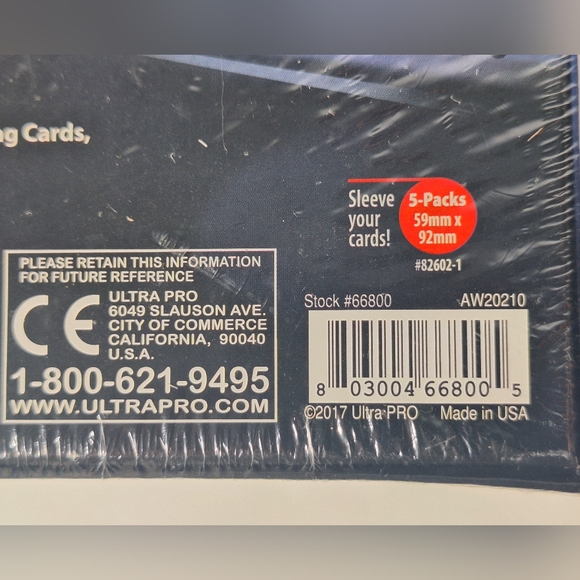 ng Cards,
Sleeve
your
cards!
5-Packs
59mm x
92mm
#82602-1
PLEASE RETAIN THIS INFORMATION
FOR FUTURE REFERENCE
CE
ULTRA PRO
6049 SLAUSON AVE.
CITY OF COMMERCE
CALIFORNIA, 90040
U.S.A.
1-800-621-9495
WWW.ULTRAPRO.COM
Stock #66800 AW20210
8 03004 66800 5
©2017 Ultra PRO Made in USA